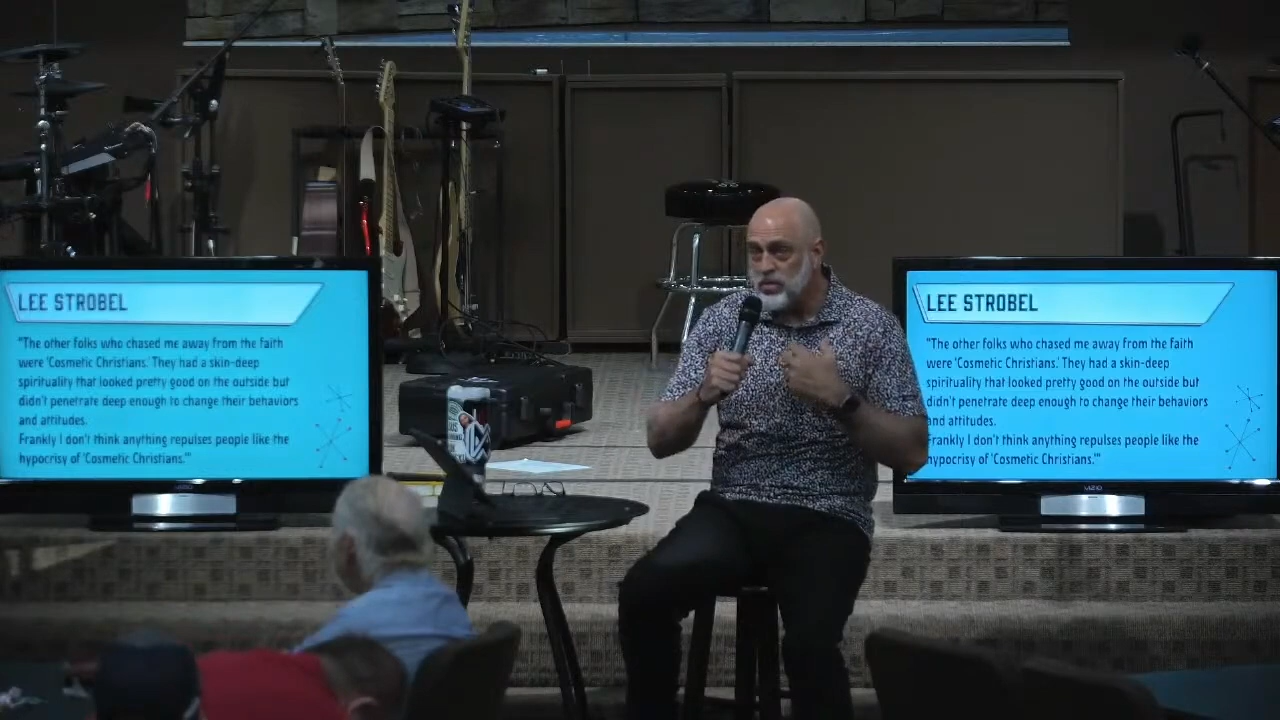 LEE STROBEL
"The other folks who chased me away from the faith
were 'Cosmetic Christians.' They had a skin-deep
spirituality that looked pretty good on the outside but
didn't penetrate deep enough to change their behaviors
and attitudes.
Frankly I don't think anything repulses people like the
hypocrisy of 'Cosmetic Christians.'"
VIZIO
LEE STROBEL
"The other folks who chased me away from the faith
were 'Cosmetic Christians.' They had a skin-deep
spirituality that looked pretty good on the outside but
didn't penetrate deep enough to change their behaviors
and attitudes.
Frankly I don't think anything repulses people like the
hypocrisy of 'Cosmetic Christians.'"
VIZIO